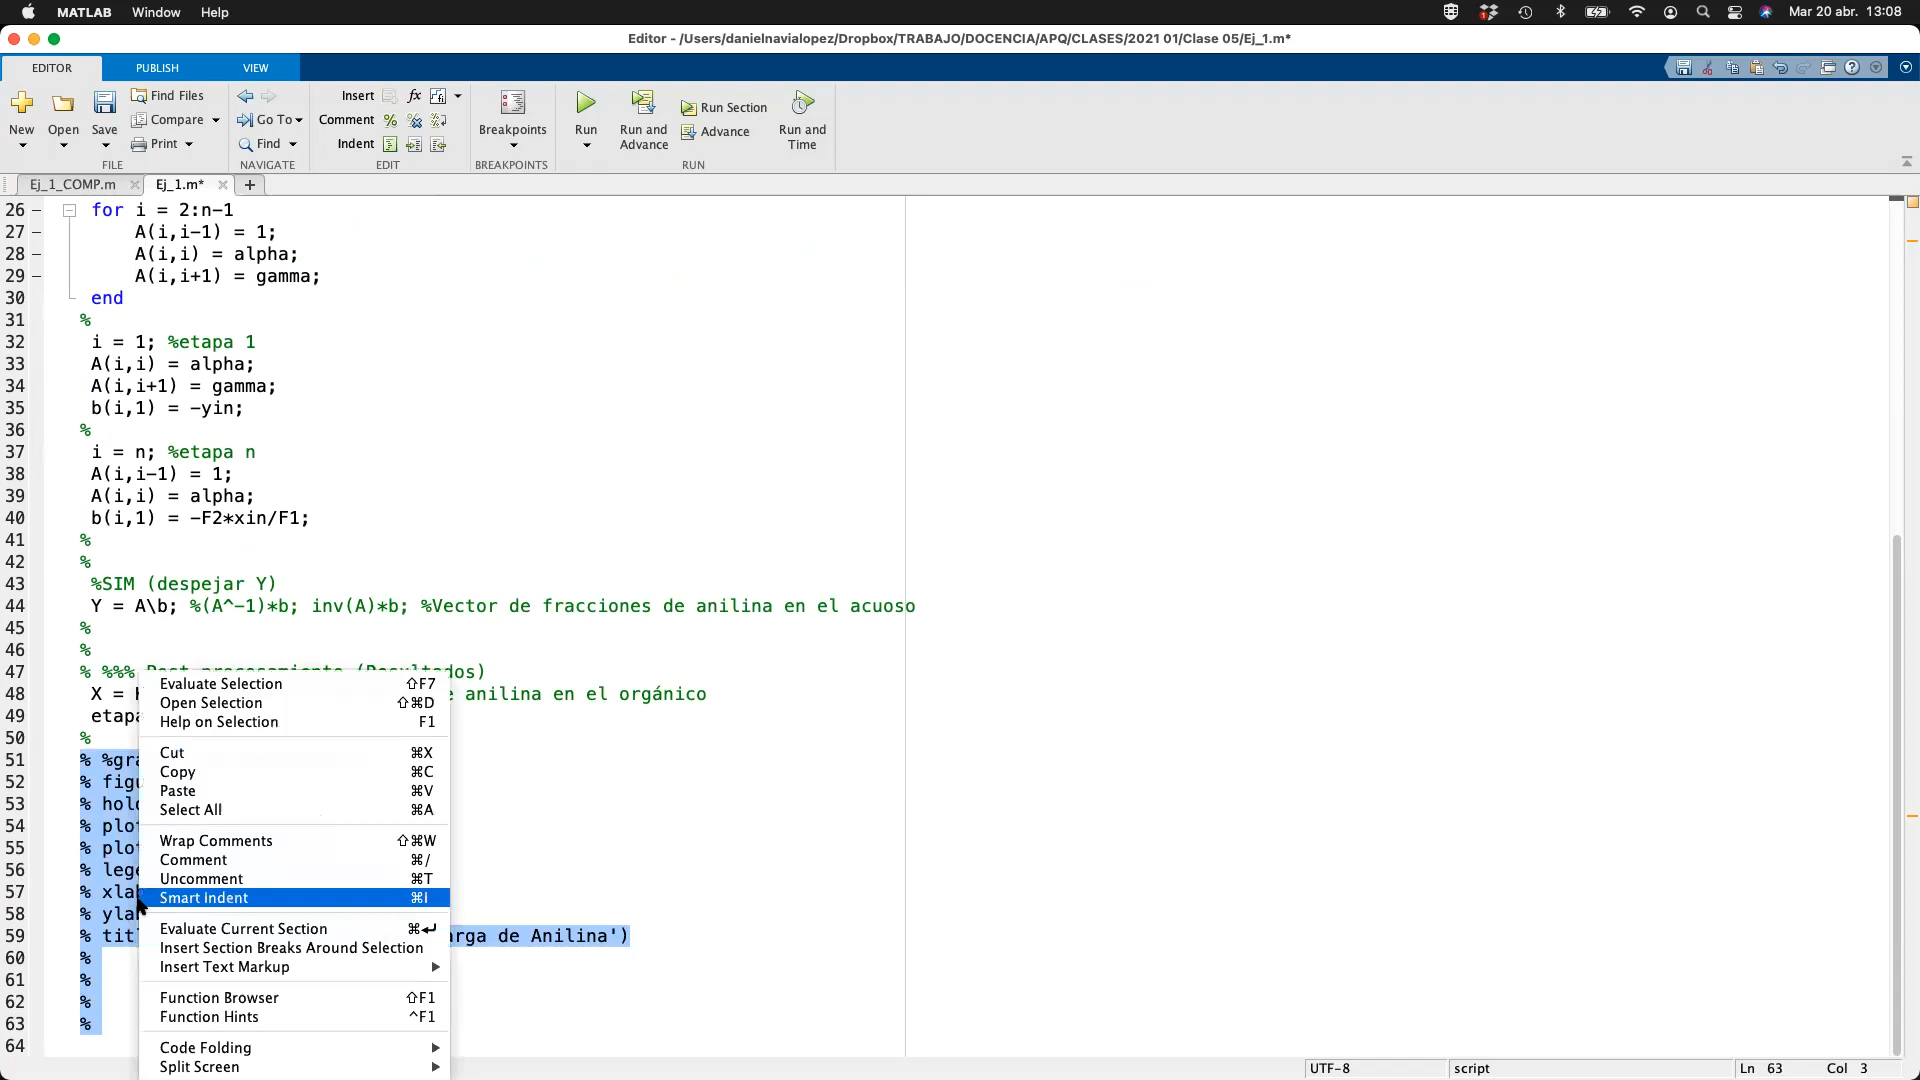 MATLAB Window Help Mar 20 abr. 13:08
Editor - /Users/danielnavialopez/Dropbox/TRABAJO/DOCENCIA/APQ/CLASES/2021 01/Clase 05/Ej_1.m*
EDITOR PUBLISH VIEW
New Open Save
Find Files
Compare
Print
FILE
Go To
Find
NAVIGATE
Insert fx
Comment
Indent
EDIT
Breakpoints
BREAKPOINTS
Run
Run and Advance
Run Section
Advance
Run and Time
RUN
Ej_1_COMP.m Ej_1.m* +
26 for i = 2:n-1
27 A(i,i-1) = 1;
28 A(i,i) = alpha;
29 A(i,i+1) = gamma;
30 end
31 %
32 i = 1; %etapa 1
33 A(i,i) = alpha;
34 A(i,i+1) = gamma;
35 b(i,1) = -yin;
36 %
37 i = n; %etapa n
38 A(i,i-1) = 1;
39 A(i,i) = alpha;
40 b(i,1) = -F2*xin/F1;
41 %
42 %
43 %SIM (despejar Y)
44 Y = A\b; %(A^-1)*b; inv(A)*b; %Vector de fracciones de anilina en el acuoso
45 %
46 %
47 % %%%
48 X = anilina en el orgánico
49 etapa
50 %
51 % %gra
52 % figu
53 % hold
54 % plot
55 % plot
56 % lege
57 % xlab
58 % ylab
59 % tit arga de Anilina')
60 %
61 %
62 %
63 %
64
Evaluate Selection ⇧F7
Open Selection ⇧⌘D
Help on Selection F1
Cut ⌘X
Copy ⌘C
Paste ⌘V
Select All ⌘A
Wrap Comments ⇧⌘W
Comment ⌘/
Uncomment ⌘T
Smart Indent ⌘I
Evaluate Current Section ⌘↩
Insert Section Breaks Around Selection
Insert Text Markup
Function Browser ⇧F1
Function Hints ^F1
Code Folding
Split Screen
UTF-8 script Ln 63 Col 3